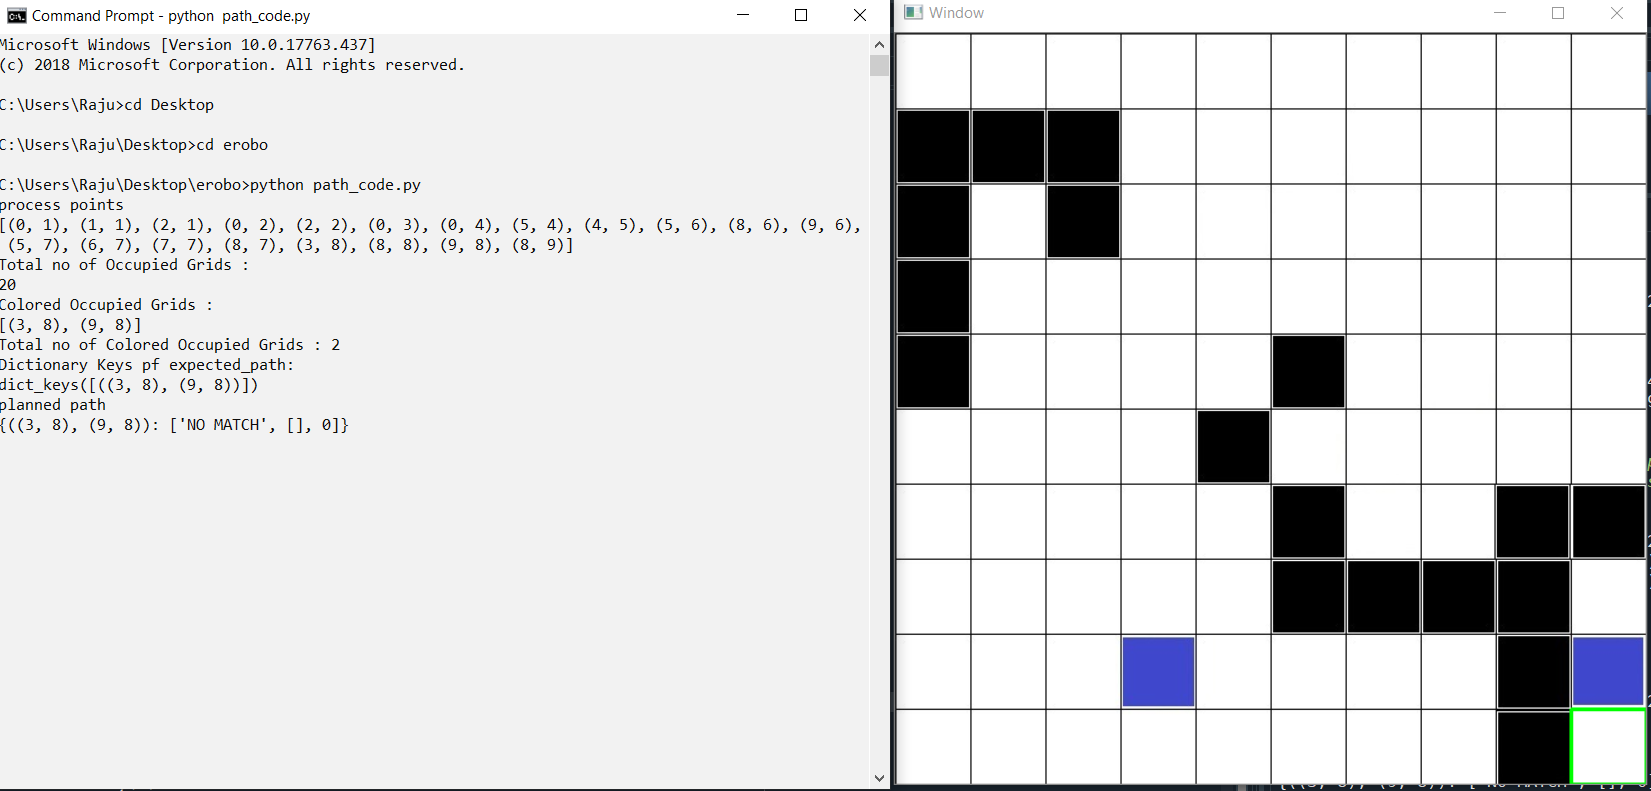 Command Prompt - python  path_code.py
Microsoft Windows [Version 10.0.17763.437]
(c) 2018 Microsoft Corporation. All rights reserved.
C:\Users\Raju>cd Desktop
C:\Users\Raju\Desktop>cd erobo
C:\Users\Raju\Desktop\erobo>python path_code.py
process points
[(0, 1), (1, 1), (2, 1), (0, 2), (2, 2), (0, 3), (0, 4), (5, 4), (4, 5), (5, 6), (8, 6), (9, 6),
(5, 7), (6, 7), (7, 7), (8, 7), (3, 8), (8, 8), (9, 8), (8, 9)]
Total no of Occupied Grids :
20
Colored Occupied Grids :
[(3, 8), (9, 8)]
Total no of Colored Occupied Grids : 2
Dictionary Keys pf expected_path:
dict_keys([((3, 8), (9, 8))])
planned path
{((3, 8), (9, 8)): ['NO MATCH', [], 0]}
Window